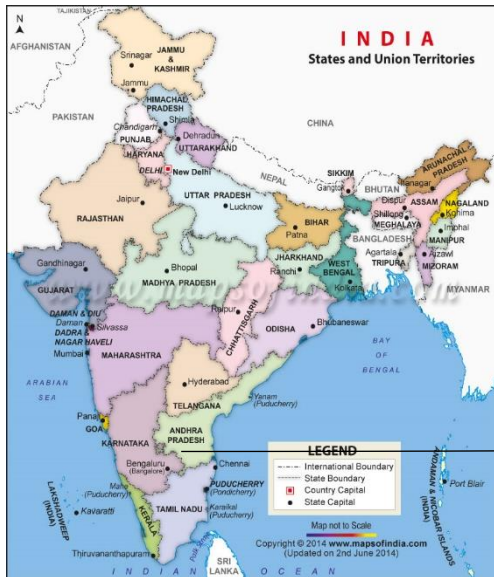 INDIA
States and Union Territories
N
TAJIKISTAN
AFGHANISTAN
PAKISTAN
CHINA
JAMMU
&
KASHMIR
Srinagar
Jammu
HIMACHAL
PRADESH
Shimla
Chandigarh
PUNJAB
Dehradun
UTTARAKHAND
HARYANA
DELHI
New Delhi
NEPAL
SIKKIM
Gangtok
BHUTAN
ARUNACHAL
PRADESH
Itanagar
Dispur
ASSAM
NAGALAND
Kohima
Shillong
MEGHALAYA
Imphal
MANIPUR
BANGLADESH
Agartala
TRIPURA
Aizawl
MIZORAM
MYANMAR
RAJASTHAN
Jaipur
UTTAR PRADESH
Lucknow
BIHAR
Patna
JHARKHAND
Ranchi
WEST
BENGAL
Kolkata
Gandhinagar
GUJARAT
Bhopal
MADHYA PRADESH
CHHATTISGARH
Raipur
ODISHA
Bhubaneswar
DAMAN & DIU
Daman
DADRA &
NAGAR HAVELI
Silvassa
Mumbai
MAHARASHTRA
Hyderabad
TELANGANA
Yanam
(Puducherry)
ARABIAN
SEA
BAY
OF
BENGAL
Panaji
GOA
KARNATAKA
ANDHRA
PRADESH
Bengaluru
(Bangalore)
Chennai
Mahe
(Puducherry)
PUDUCHERRY
(Pondicherry)
Karaikal
(Puducherry)
TAMIL NADU
KERALA
LAKSHADWEEP
(INDIA)
Kavaratti
Thiruvananthapuram
Palk Strait
SRI
LANKA
INDIAN OCEAN
ANDAMAN & NICOBAR ISLANDS
(INDIA)
Port Blair
LEGEND
International Boundary
State Boundary
Country Capital
State Capital
Map not to Scale
Copyright © 2014 www.mapsofindia.com
(Updated on 2nd June 2014)